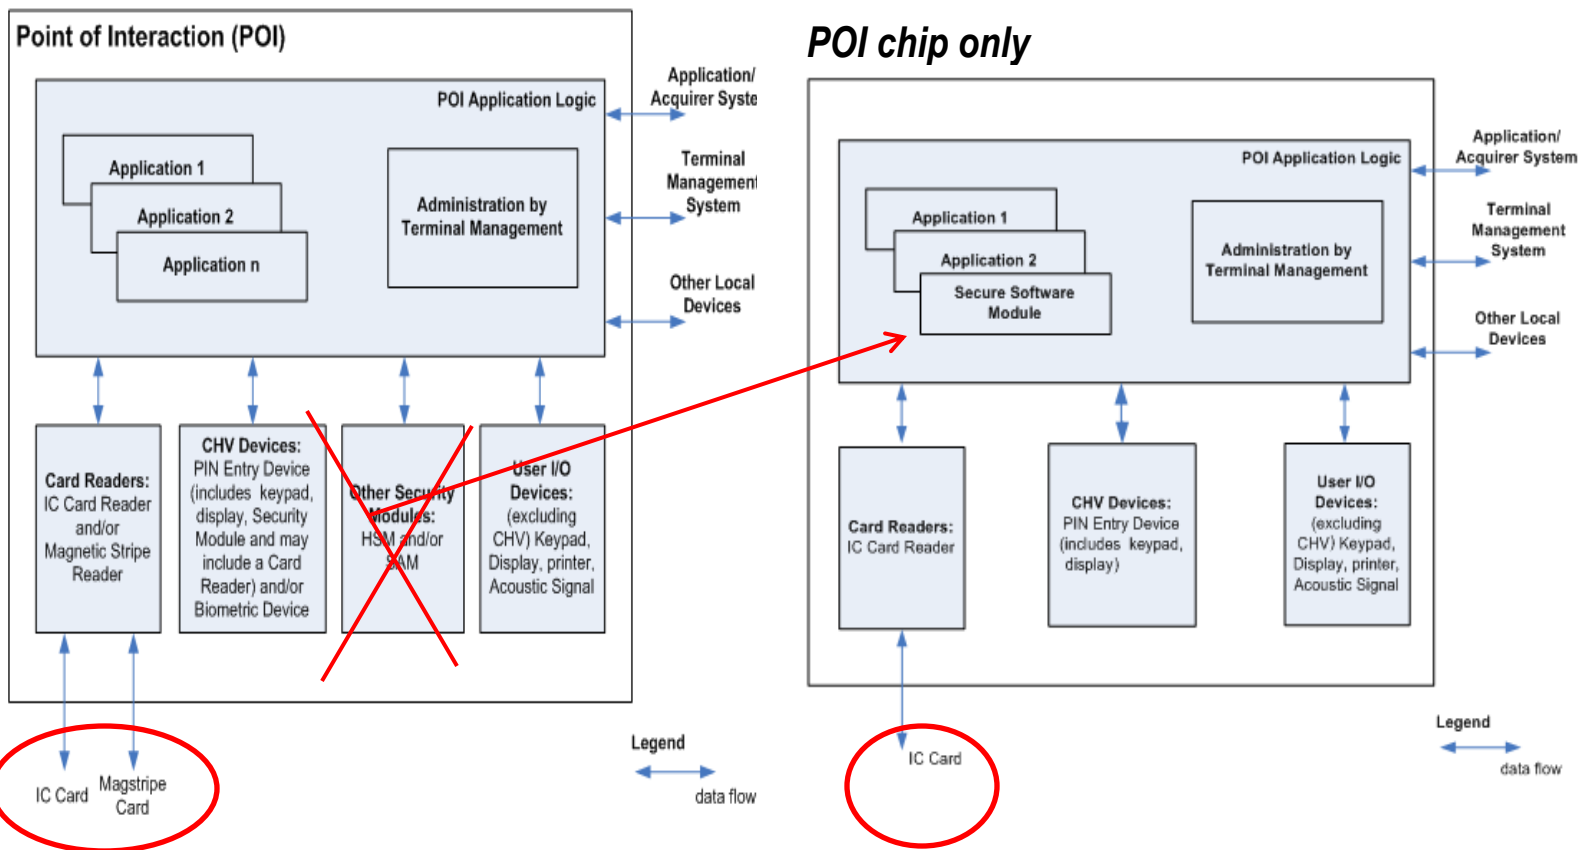 Point of Interaction (POI)
POI Application Logic
Application 1
Application 2
Application n
Administration by
Terminal Management
Application/
Acquirer Syste
Terminal
Management
System
Other Local
Devices
Card Readers:
IC Card Reader
and/or
Magnetic Stripe
Reader
CHV Devices:
PIN Entry Device
(includes keypad,
display, Security
Module and may
include a Card
Reader) and/or
Biometric Device
Other Security
Modules:
HSM and/or
SAM
User I/O
Devices:
(excluding
CHV) Keypad,
Display, printer,
Acoustic Signal
IC Card
Magstripe
Card
Legend
data flow
POI chip only
POI Application Logic
Application 1
Application 2
Secure Software
Module
Administration by
Terminal Management
Application/
Acquirer System
Terminal
Management
System
Other Local
Devices
Card Readers:
IC Card Reader
CHV Devices:
PIN Entry Device
(includes keypad,
display)
User I/O
Devices:
(excluding
CHV) Keypad,
Display, printer,
Acoustic Signal
IC Card
Legend
data flow